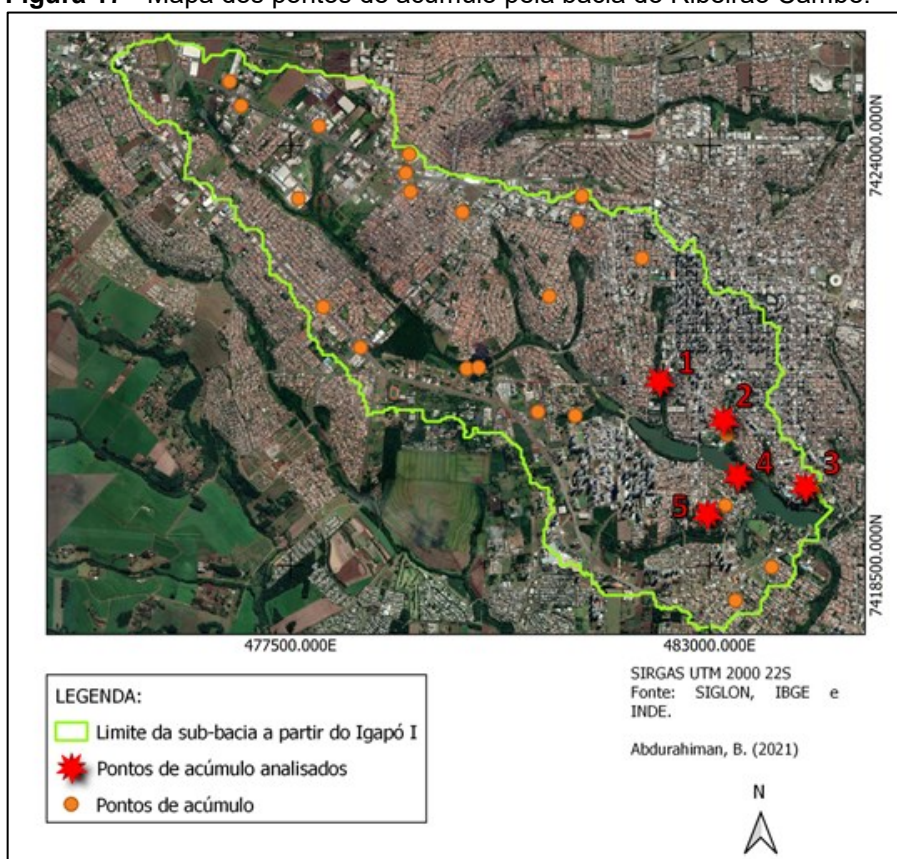 Figura 17 - Mapa dos pontos de acúmulo pela bacia do Ribeirão Cambé.
7424000.000N
1
2
4
3
5
7418500.000N
477500.000E
483000.000E
SIRGAS UTM 2000 22S
Fonte: SIGLON, IBGE e
INDE.
Abdurahiman, B. (2021)
N
LEGENDA:
Limite da sub-bacia a partir do Igapó I
Pontos de acúmulo analisados
Pontos de acúmulo